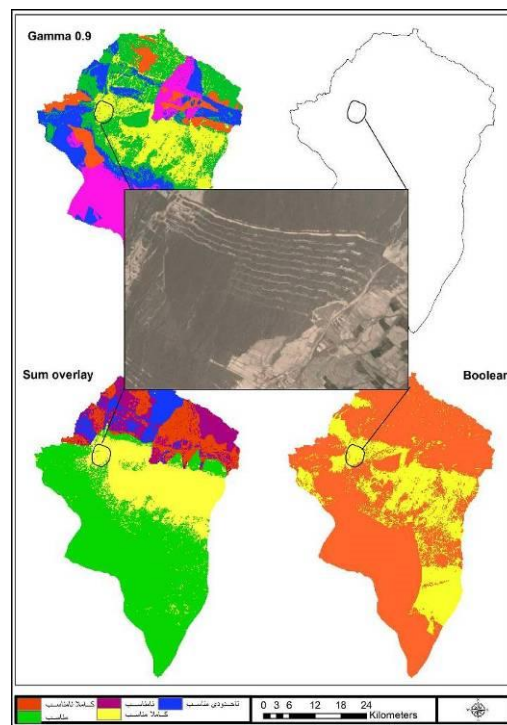 Gamma 0.9
Sum overlay
Boolean
کاملا نامناسب
نامناسب
تاحدودی مناسب
مناسب
کاملا مناسب
0 3 6 12 18 24
Kilometers